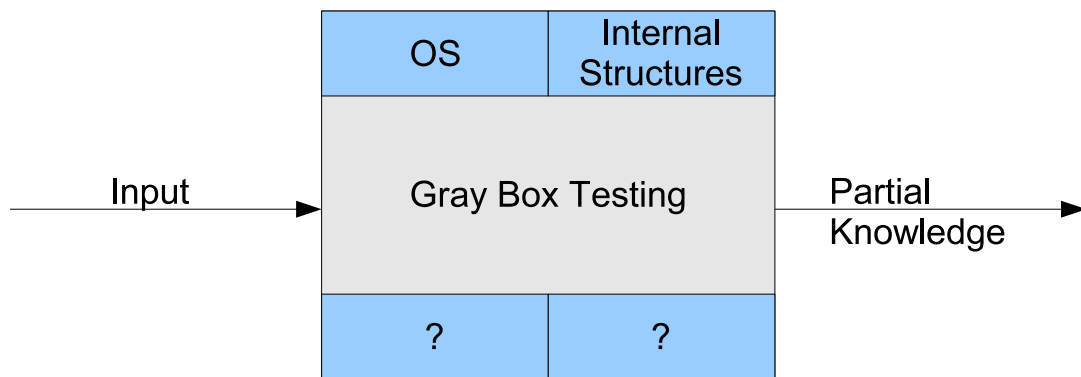 OS
Internal
Structures
Input
Gray Box Testing
Partial
Knowledge
?
?